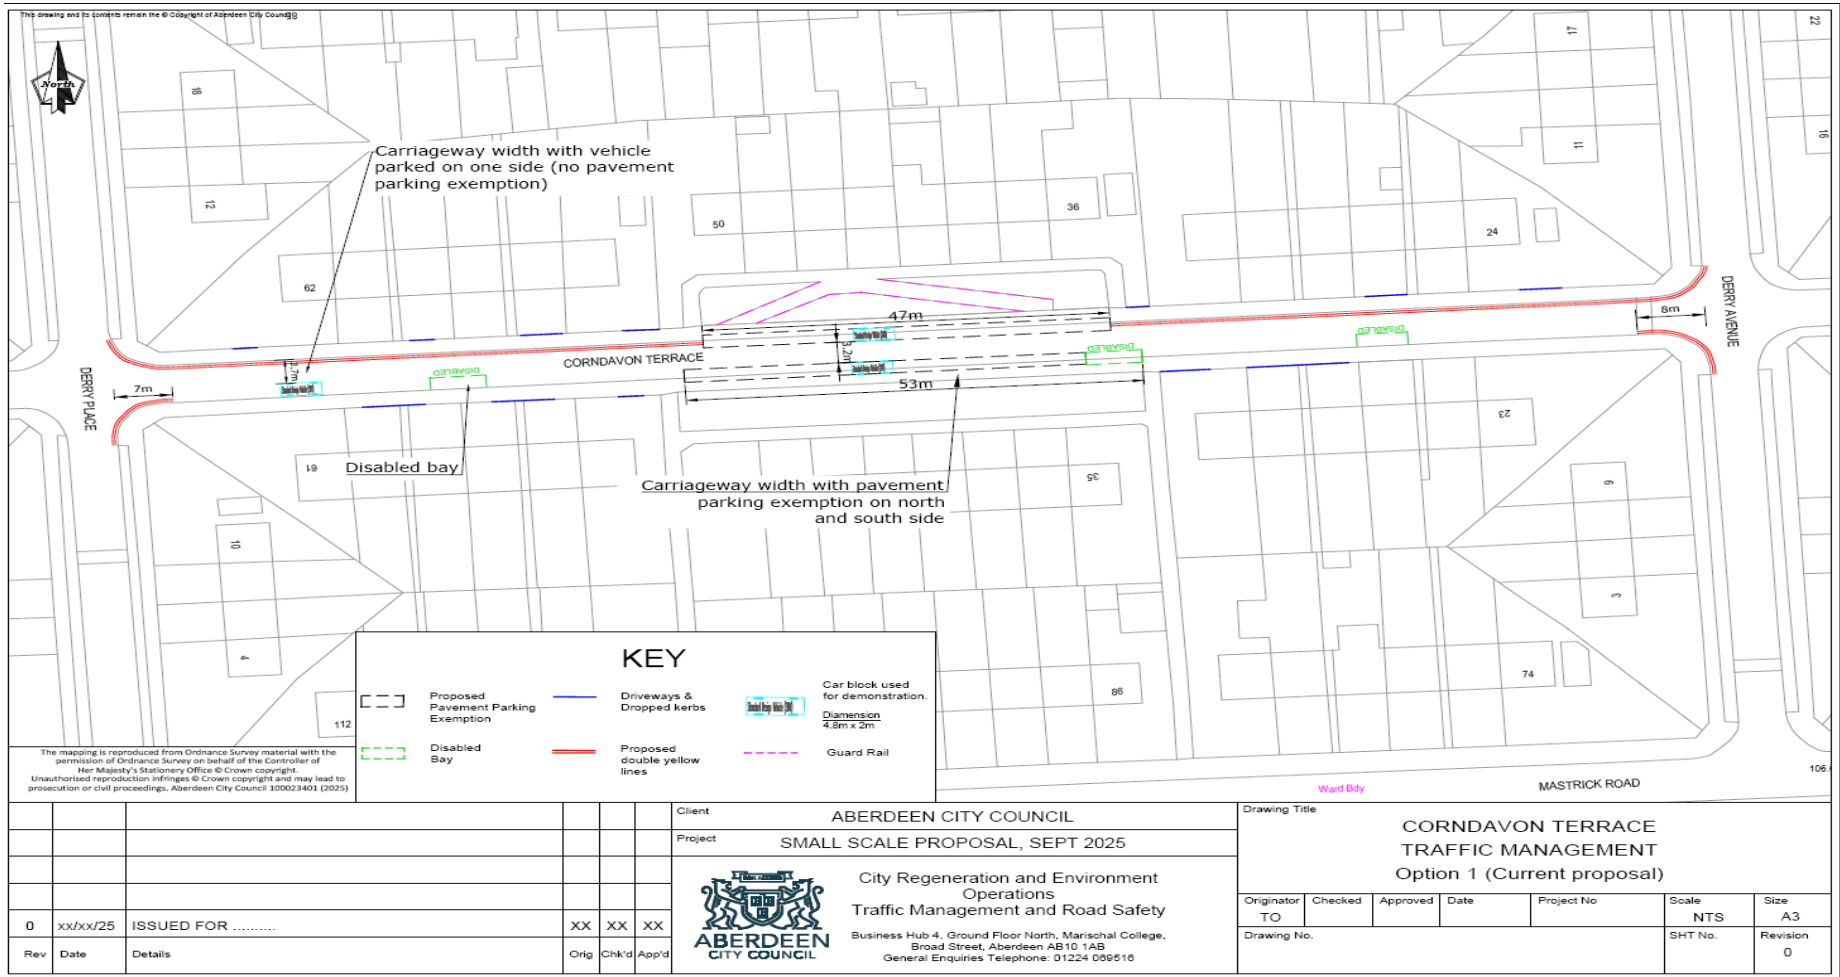 This drawing and its contents remain the © Copyright of Aberdeen City Council
North
18
12
62
Carriageway width with vehicle
parked on one side (no pavement
parking exemption)
50
36
17
11
24
22
16
47m
3.2m
53m
3.7m
7m
8m
CORNDAVON TERRACE
DERRY PLACE
DERRY AVENUE
DISABLED
DISABLED
DISABLED
Disabled bay
Carriageway width with pavement
parking exemption on north
and south side
61
10
4
112
35
23
9
3
86
74
106.
Ward Bdy
MASTRICK ROAD
KEY
Proposed
Pavement Parking
Exemption
Driveways &
Dropped kerbs
Car block used
for demonstration.
Diamension
4.8m x 2m
Disabled
Bay
Proposed
double yellow
lines
Guard Rail
The mapping is reproduced from Ordnance Survey material with the
permission of Ordnance Survey on behalf of the Controller of
Her Majesty's Stationery Office © Crown copyright.
Unauthorised reproduction infringes © Crown copyright and may lead to
prosecution or civil proceedings. Aberdeen City Council 100023401 (2025)
0 xx/xx/25 ISSUED FOR .......... XX XX XX
Rev Date Details Orig Chk'd App'd
Client
ABERDEEN CITY COUNCIL
Project
SMALL SCALE PROPOSAL, SEPT 2025
ABERDEEN
CITY COUNCIL
City Regeneration and Environment
Operations
Traffic Management and Road Safety
Business Hub 4, Ground Floor North, Marischal College,
Broad Street, Aberdeen AB10 1AB
General Enquiries Telephone: 01224 069516
Drawing Title
CORNDAVON TERRACE
TRAFFIC MANAGEMENT
Option 1 (Current proposal)
Originator Checked Approved Date Project No Scale Size
TO NTS A3
Drawing No. SHT No. Revision
0